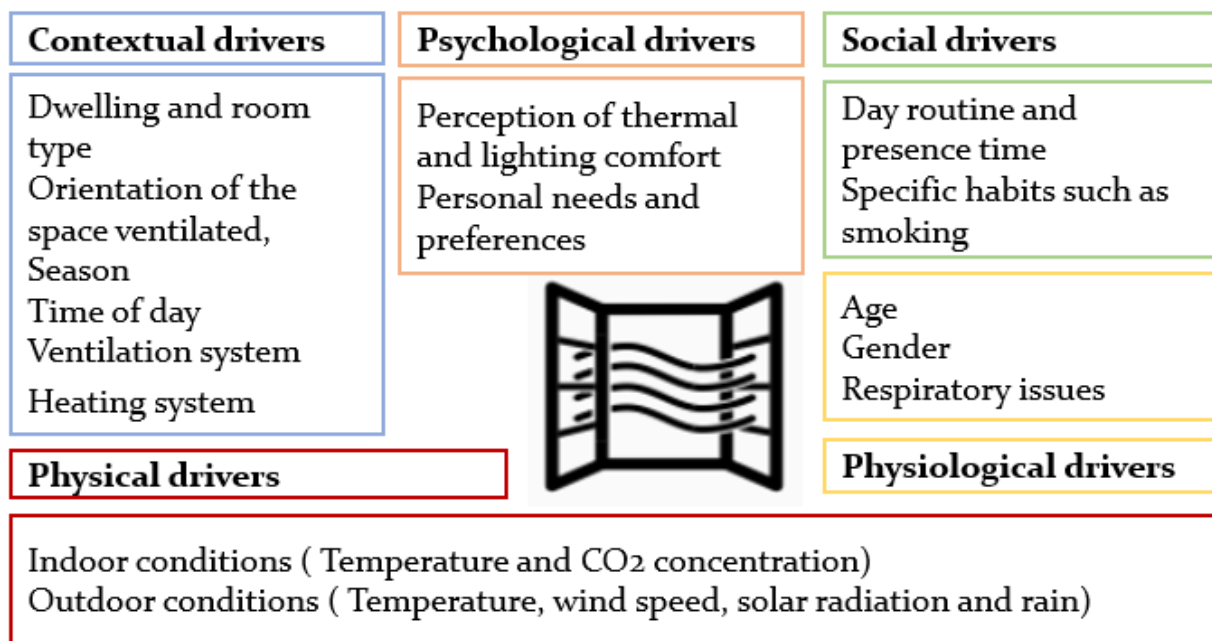 Contextual drivers
Dwelling and room
type
Orientation of the
space ventilated,
Season
Time of day
Ventilation system
Heating system
Psychological drivers
Perception of thermal
and lighting comfort
Personal needs and
preferences
Social drivers
Day routine and
presence time
Specific habits such as
smoking
Age
Gender
Respiratory issues
Physiological drivers
Physical drivers
Indoor conditions ( Temperature and CO2 concentration)
Outdoor conditions ( Temperature, wind speed, solar radiation and rain)